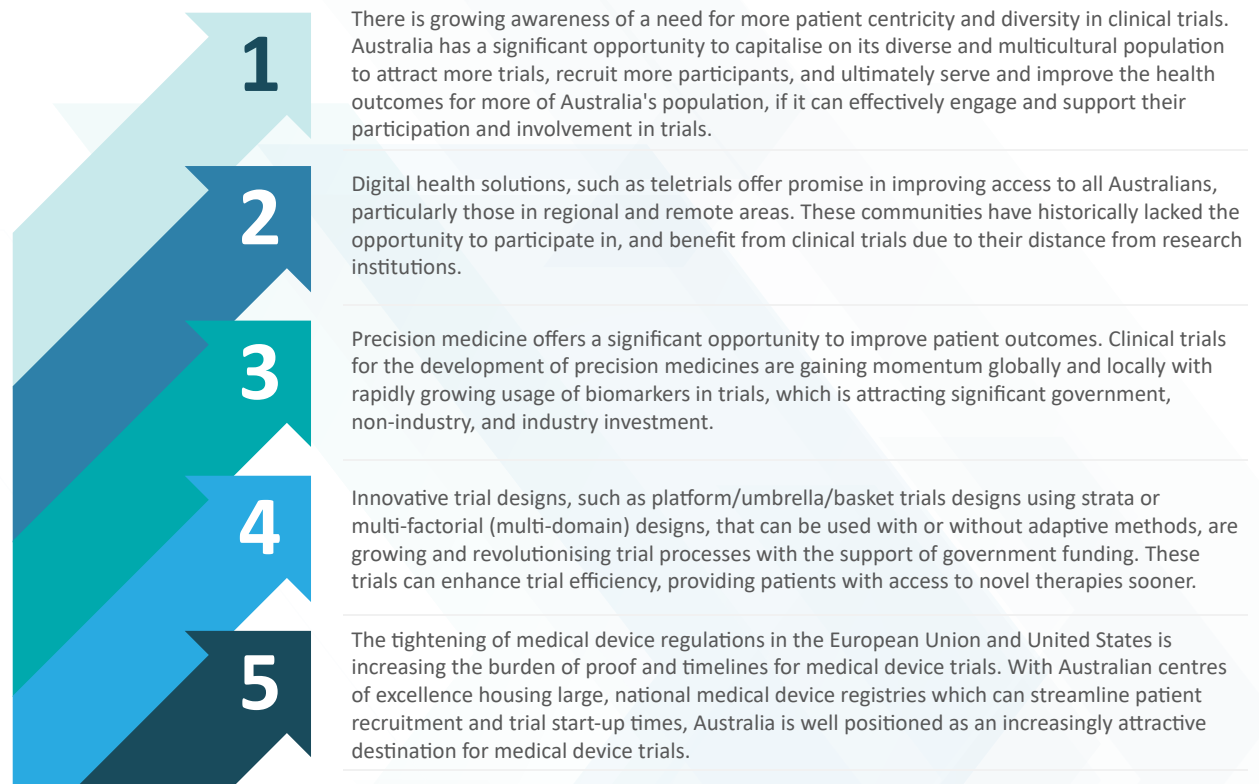 1
There is growing awareness of a need for more patient centricity and diversity in clinical trials.
Australia has a significant opportunity to capitalise on its diverse and multicultural population
to attract more trials, recruit more participants, and ultimately serve and improve the health
outcomes for more of Australia's population, if it can effectively engage and support their
participation and involvement in trials.
2
Digital health solutions, such as teletrials offer promise in improving access to all Australians,
particularly those in regional and remote areas. These communities have historically lacked the
opportunity to participate in, and benefit from clinical trials due to their distance from research
institutions.
3
Precision medicine offers a significant opportunity to improve patient outcomes. Clinical trials
for the development of precision medicines are gaining momentum globally and locally with
rapidly growing usage of biomarkers in trials, which is attracting significant government,
non-industry, and industry investment.
4
Innovative trial designs, such as platform/umbrella/basket trials designs using strata or
multi-factorial (multi-domain) designs, that can be used with or without adaptive methods, are
growing and revolutionising trial processes with the support of government funding. These
trials can enhance trial efficiency, providing patients with access to novel therapies sooner.
5
The tightening of medical device regulations in the European Union and United States is
increasing the burden of proof and timelines for medical device trials. With Australian centres
of excellence housing large, national medical device registries which can streamline patient
recruitment and trial start-up times, Australia is well positioned as an increasingly attractive
destination for medical device trials.